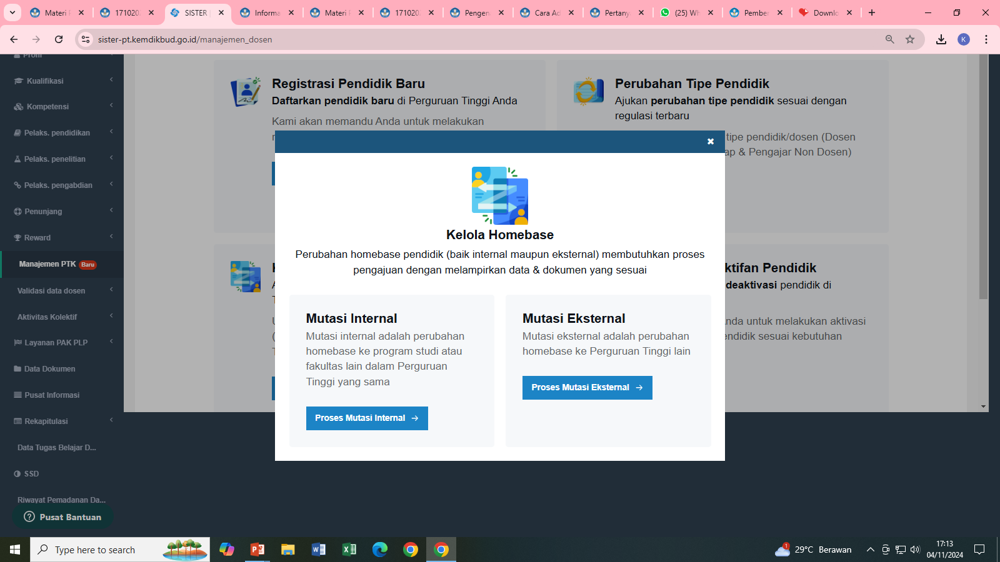 Materi
171020
SISTER
Informa
Materi
171020
Pengen
Cara Ad
Pertany
(25) Wh
Pember
Downlo
sister-pt.kemdikbud.go.id/manajemen_dosen
K
Profil
Kualifikasi
Kompetensi
Pelaks. pendidikan
Pelaks. penelitian
Pelaks. pengabdian
Penunjang
Reward
Manajemen PTK Baru
Validasi data dosen
Aktivitas Kolektif
Layanan PAK PLP
Data Dokumen
Pusat Informasi
Rekapitulasi
Data Tugas Belajar D...
SSD
Riwayat Pemadanan Da...
Pusat Bantuan
Registrasi Pendidik Baru
Daftarkan pendidik baru di Perguruan Tinggi Anda
Kami akan memandu Anda untuk melakukan
Perubahan Tipe Pendidik
Ajukan perubahan tipe pendidik sesuai dengan
regulasi terbaru
tipe pendidik/dosen (Dosen
ap & Pengajar Non Dosen)
ktifan Pendidik
deaktivasi pendidik di
nda untuk melakukan aktivasi
endidik sesuai kebutuhan
Kelola Homebase
Perubahan homebase pendidik (baik internal maupun eksternal) membutuhkan proses
pengajuan dengan melampirkan data & dokumen yang sesuai
Mutasi Internal
Mutasi internal adalah perubahan
homebase ke program studi atau
fakultas lain dalam Perguruan
Tinggi yang sama
Proses Mutasi Internal →
Mutasi Eksternal
Mutasi eksternal adalah perubahan
homebase ke Perguruan Tinggi lain
Proses Mutasi Eksternal →
Type here to search
1
29°C Berawan
17:13
04/11/2024